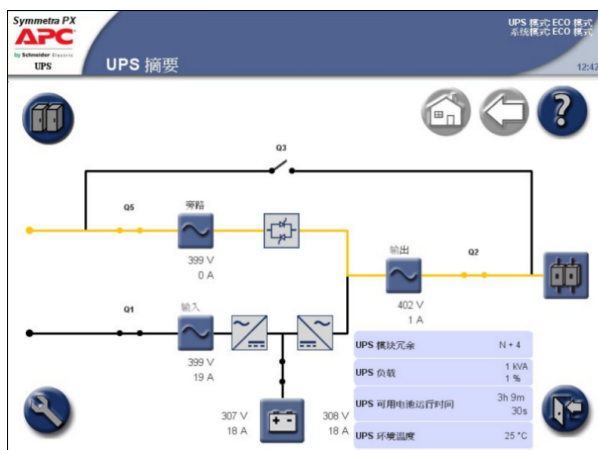 Symmetra PX
APC
by Schneider Electric
UPS
UPS 摘要
UPS 模式 ECO 模式
系统模式 ECO 模式
12:42
?
Q3
Q5
旁路
399 V
0 A
输出
Q2
402 V
1 A
Q1
输入
399 V
19 A
307 V
18 A
308 V
18 A
UPS 模块冗余 N + 4
UPS 负载 1 kVA
1 %
UPS 可用电池运行时间 3h 9m
30s
UPS 环境温度 25 °C